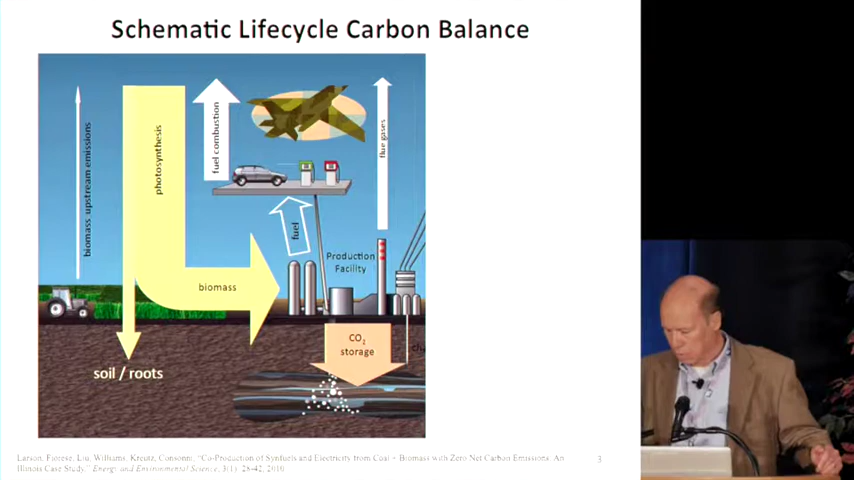 Schematic Lifecycle Carbon Balance
biomass upstream emissions
photosynthesis
fuel combustion
flue gases
fuel
Production
Facility
biomass
CO₂
storage
soil / roots
Larson, Fiorese, Liu, Williams, Kreutz, Consonni, "Co-Production of Synfuels and Electricity from Coal + Biomass with Zero Net Carbon Emissions: An
Illinois Case Study," Energy and Environmental Science, 3(1): 28-42, 2010.
3